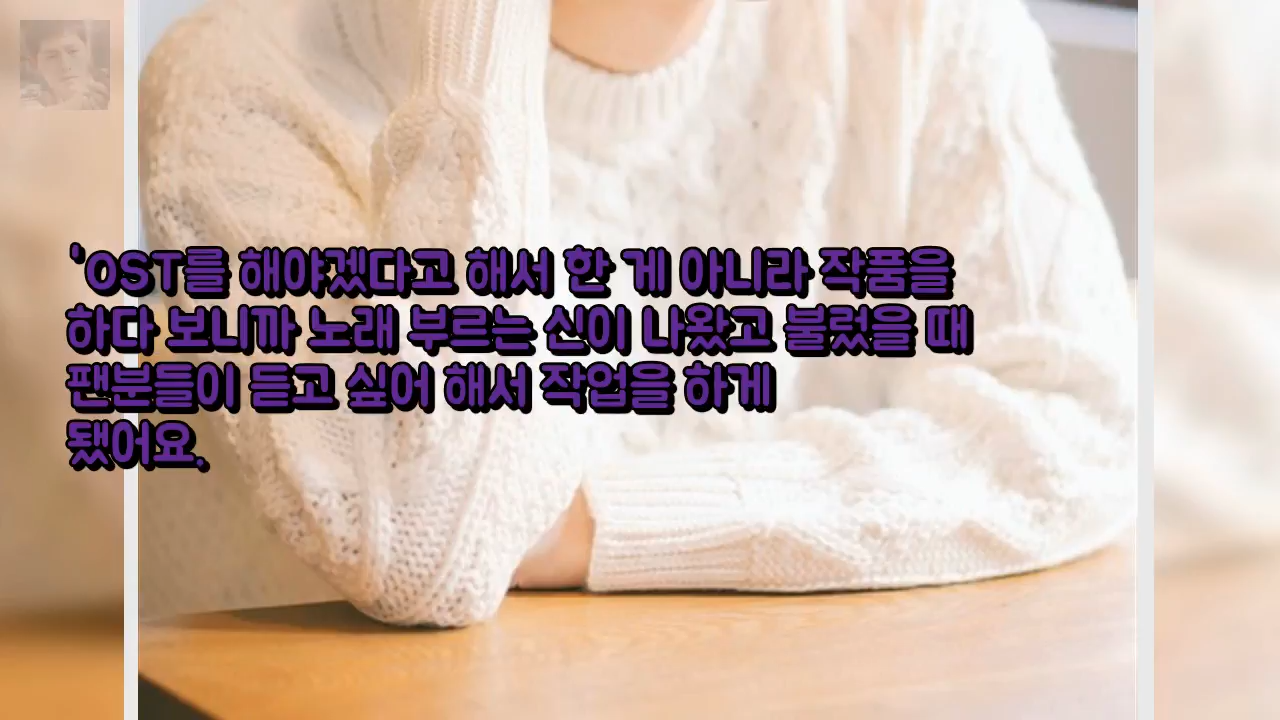 'OST를 해야겠다고 해서 한 게 아니라 작품을
하다 보니까 노래 부르는 신이 나왔고 불렀을 때
팬분들이 듣고 싶어 해서 작업을 하게
됐어요.